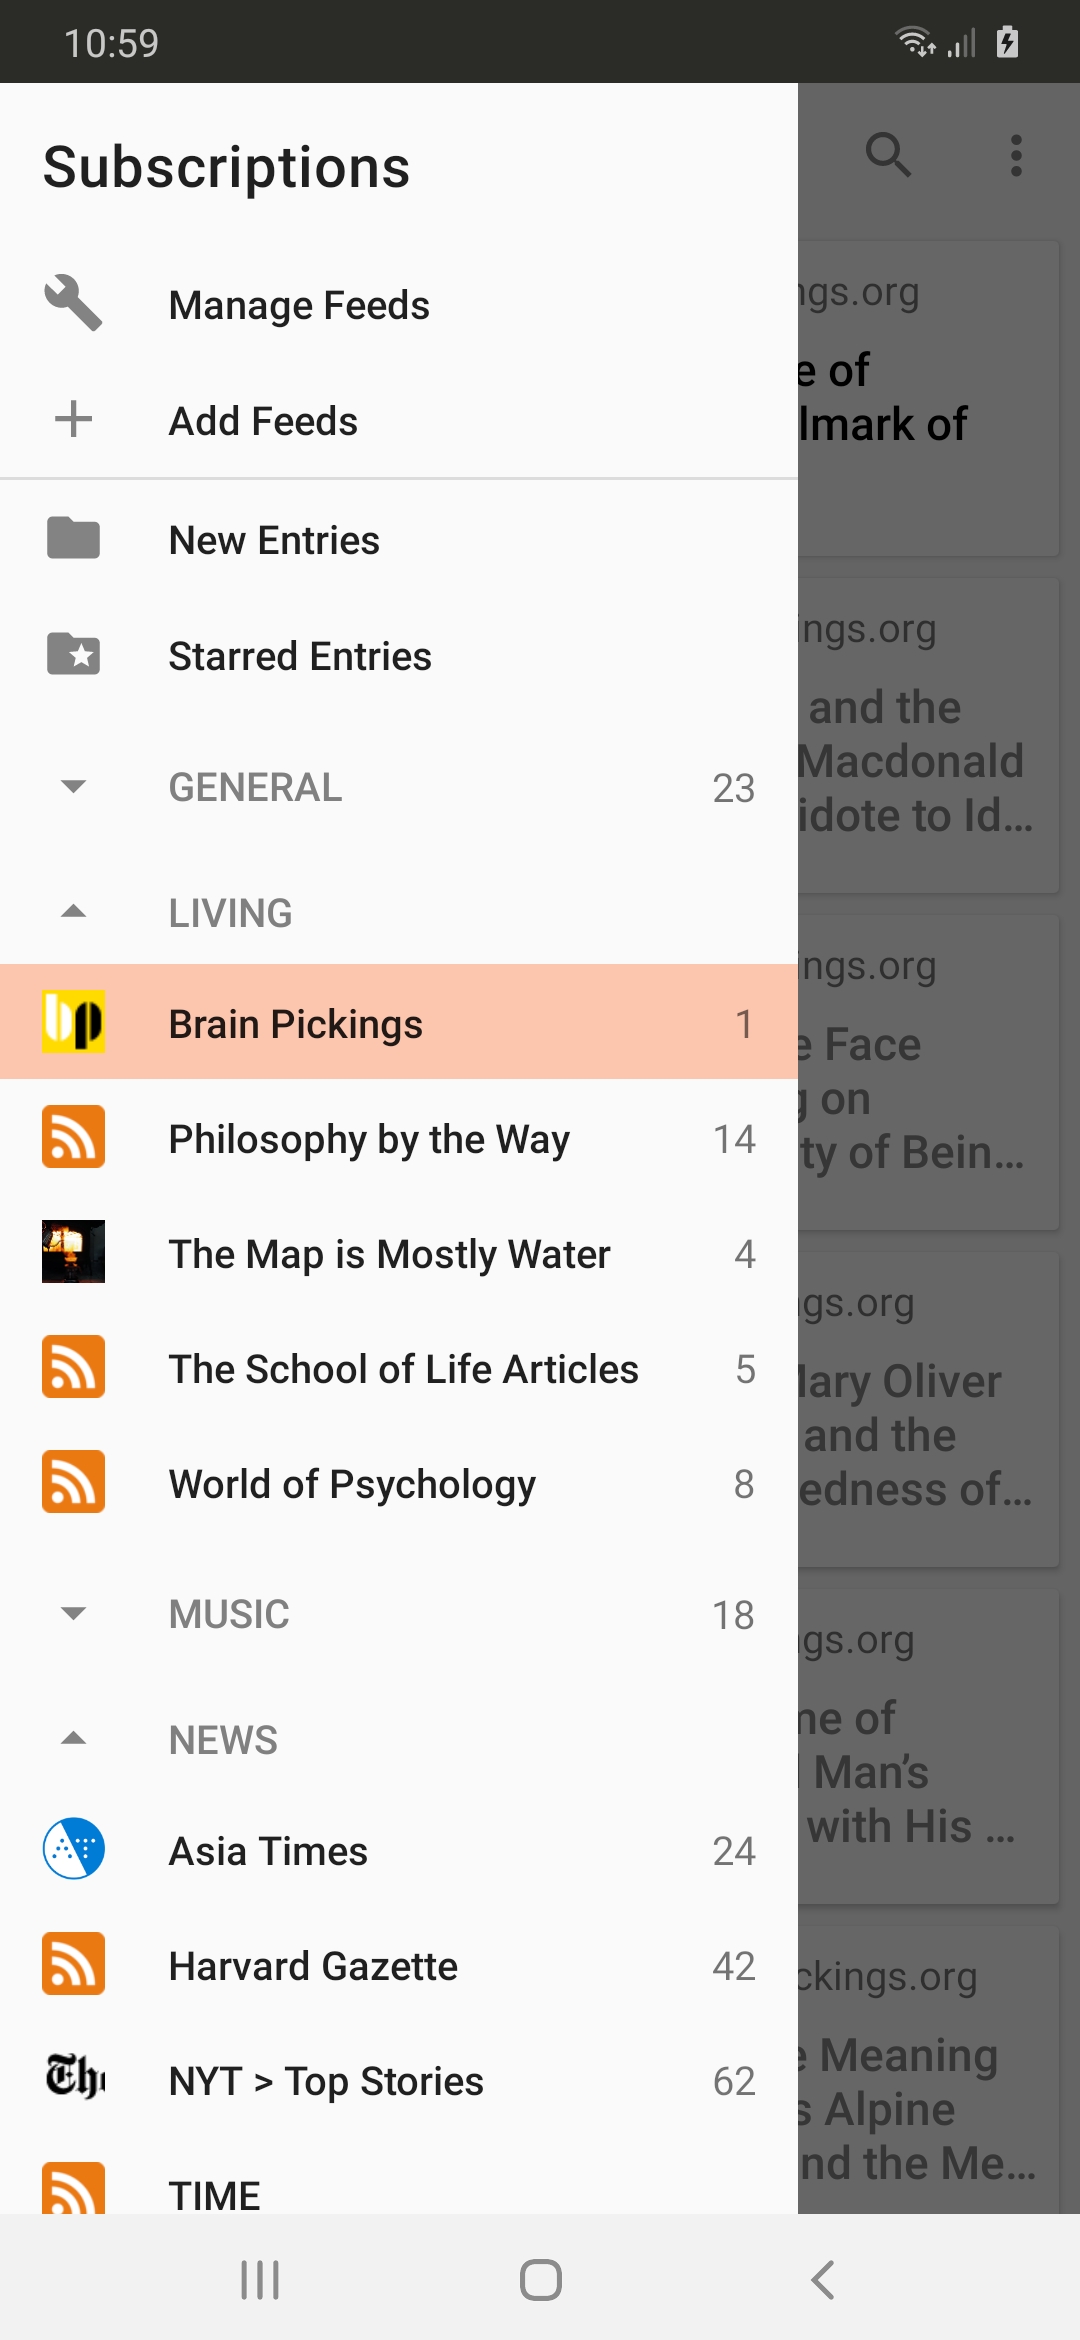 10:59
Subscriptions
Manage Feeds
Add Feeds
New Entries
Starred Entries
GENERAL 23
LIVING
bp
Brain Pickings 1
Philosophy by the Way 14
The Map is Mostly Water 4
The School of Life Articles 5
World of Psychology 8
MUSIC 18
NEWS
Asia Times 24
Harvard Gazette 42
NYT > Top Stories 62
TIME
ngs.org
e of
lmark of
ings.org
and the
Macdonald
idote to Id…
ings.org
e Face
g on
ty of Bein…
gs.org
Mary Oliver
and the
edness of…
gs.org
me of
Man's
with His …
ckings.org
e Meaning
s Alpine
nd the Me…